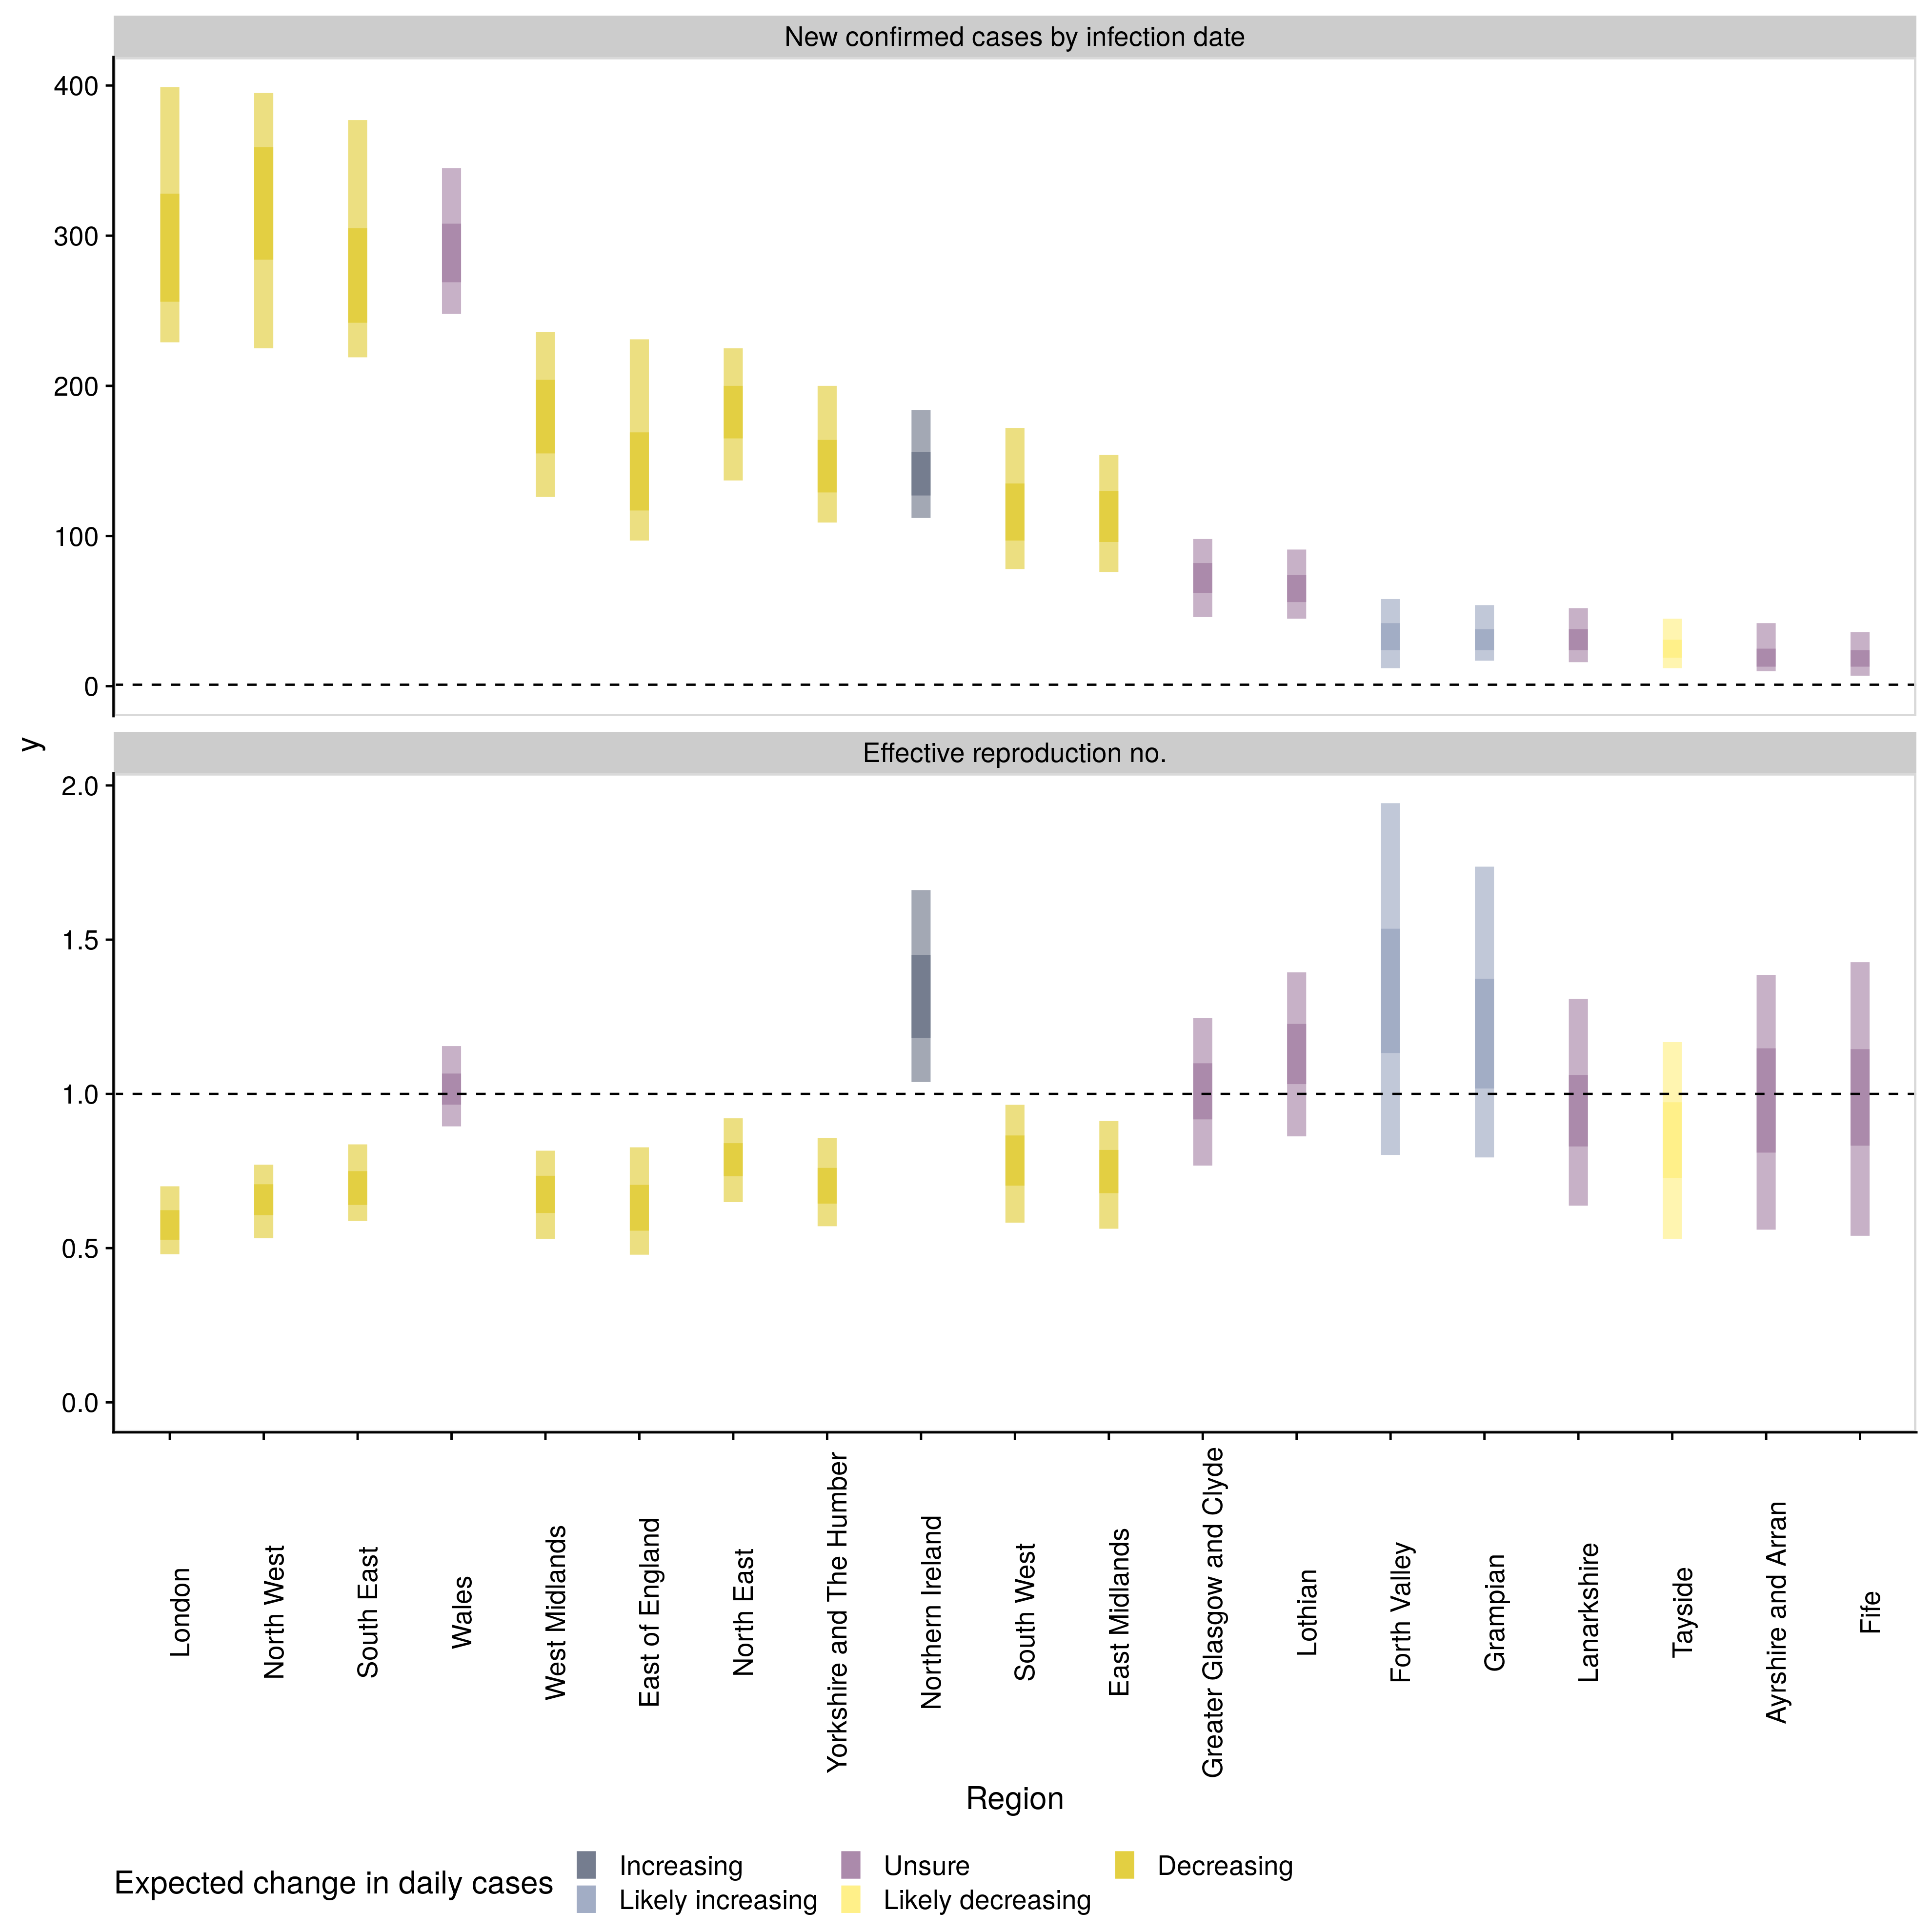 New confirmed cases by infection date
400
300
200
100
0
y
Effective reproduction no.
2.0
1.5
1.0
0.5
0.0
London
North West
South East
Wales
West Midlands
East of England
North East
Yorkshire and The Humber
Northern Ireland
South West
East Midlands
Greater Glasgow and Clyde
Lothian
Forth Valley
Grampian
Lanarkshire
Tayside
Ayrshire and Arran
Fife
Region
Expected change in daily cases
Increasing
Unsure
Decreasing
Likely increasing
Likely decreasing